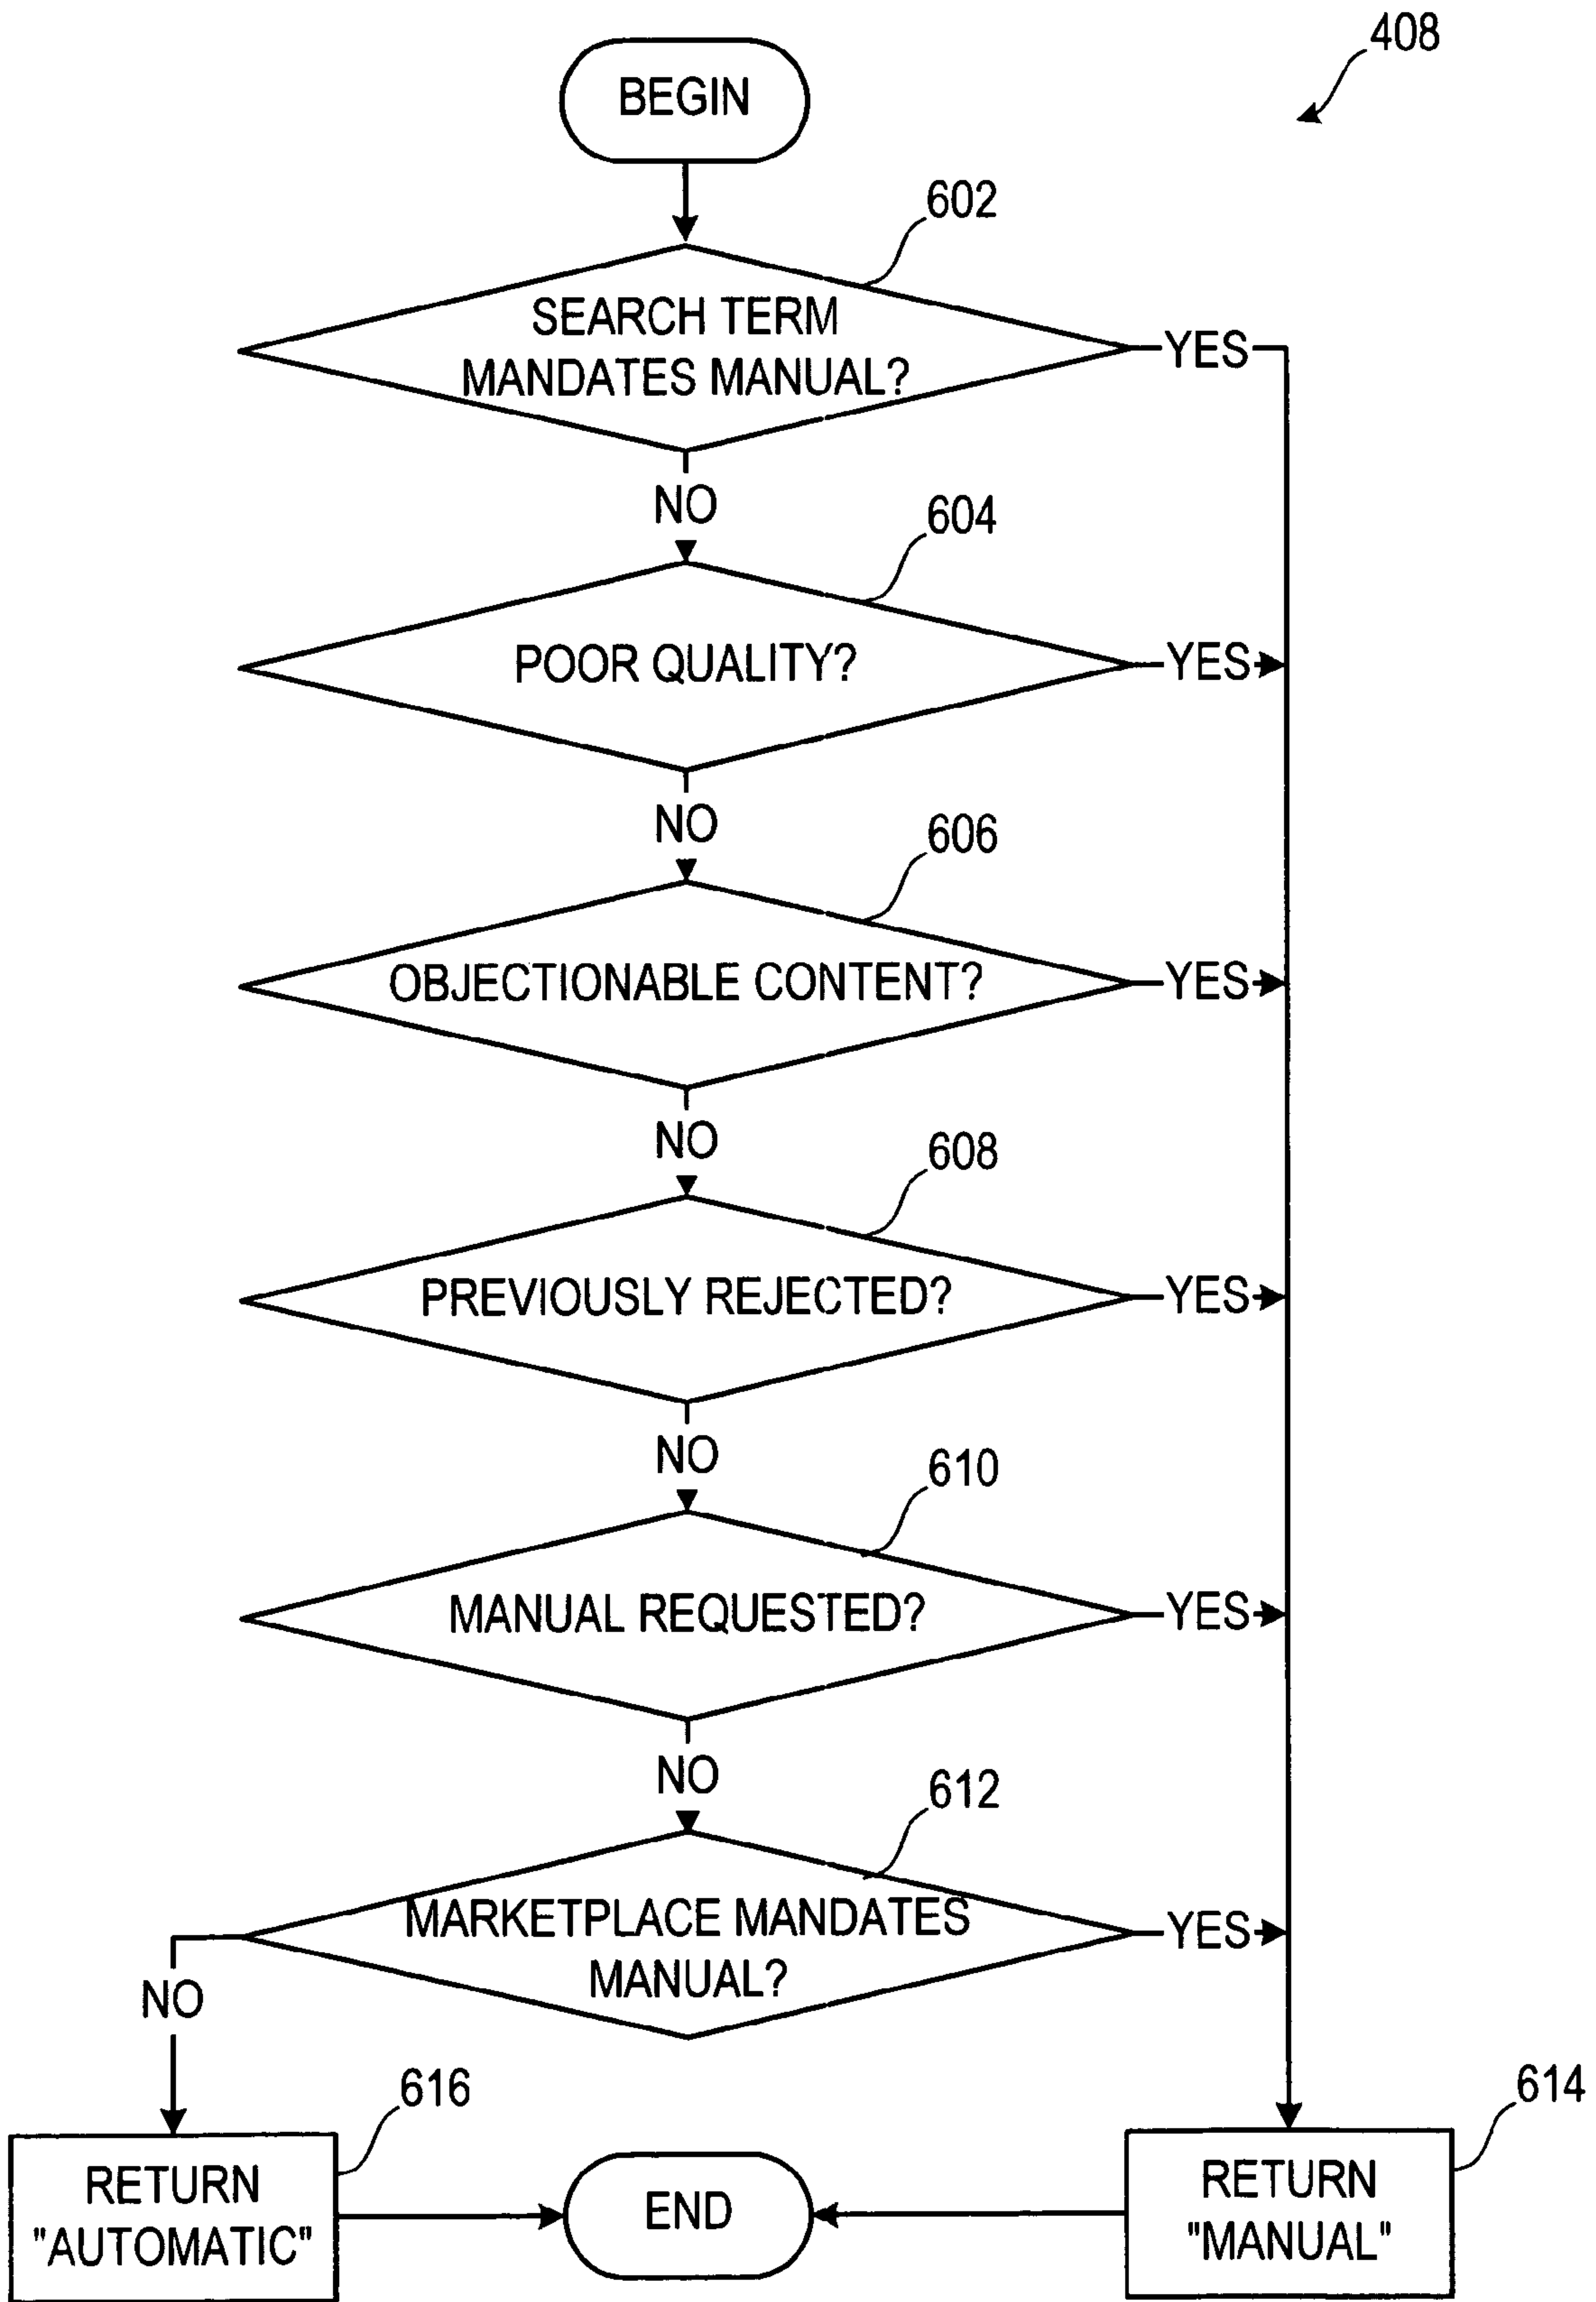 408
BEGIN
602
SEARCH TERM
MANDATES MANUAL?
YES
NO
604
POOR QUALITY?
YES
NO
606
OBJECTIONABLE CONTENT?
YES
NO
608
PREVIOUSLY REJECTED?
YES
NO
610
MANUAL REQUESTED?
YES
NO
612
MARKETPLACE MANDATES
MANUAL?
YES
NO
616
RETURN
"AUTOMATIC"
END
614
RETURN
"MANUAL"